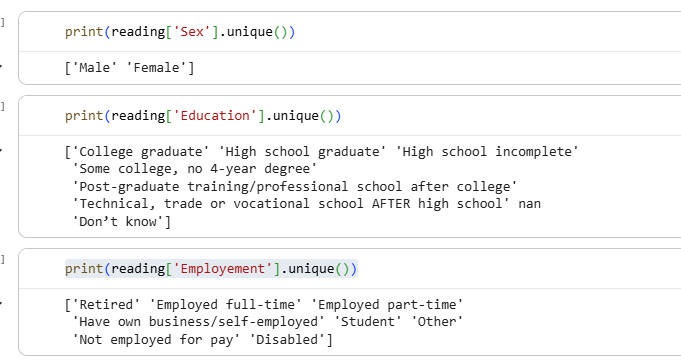 ]
print(reading['Sex'].unique())
['Male' 'Female']
]
print(reading['Education'].unique())
['College graduate' 'High school graduate' 'High school incomplete'
'Some college, no 4-year degree'
'Post-graduate training/professional school after college'
'Technical, trade or vocational school AFTER high school' nan
'Don’t know']
]
print(reading['Employement'].unique())
['Retired' 'Employed full-time' 'Employed part-time'
'Have own business/self-employed' 'Student' 'Other'
'Not employed for pay' 'Disabled']